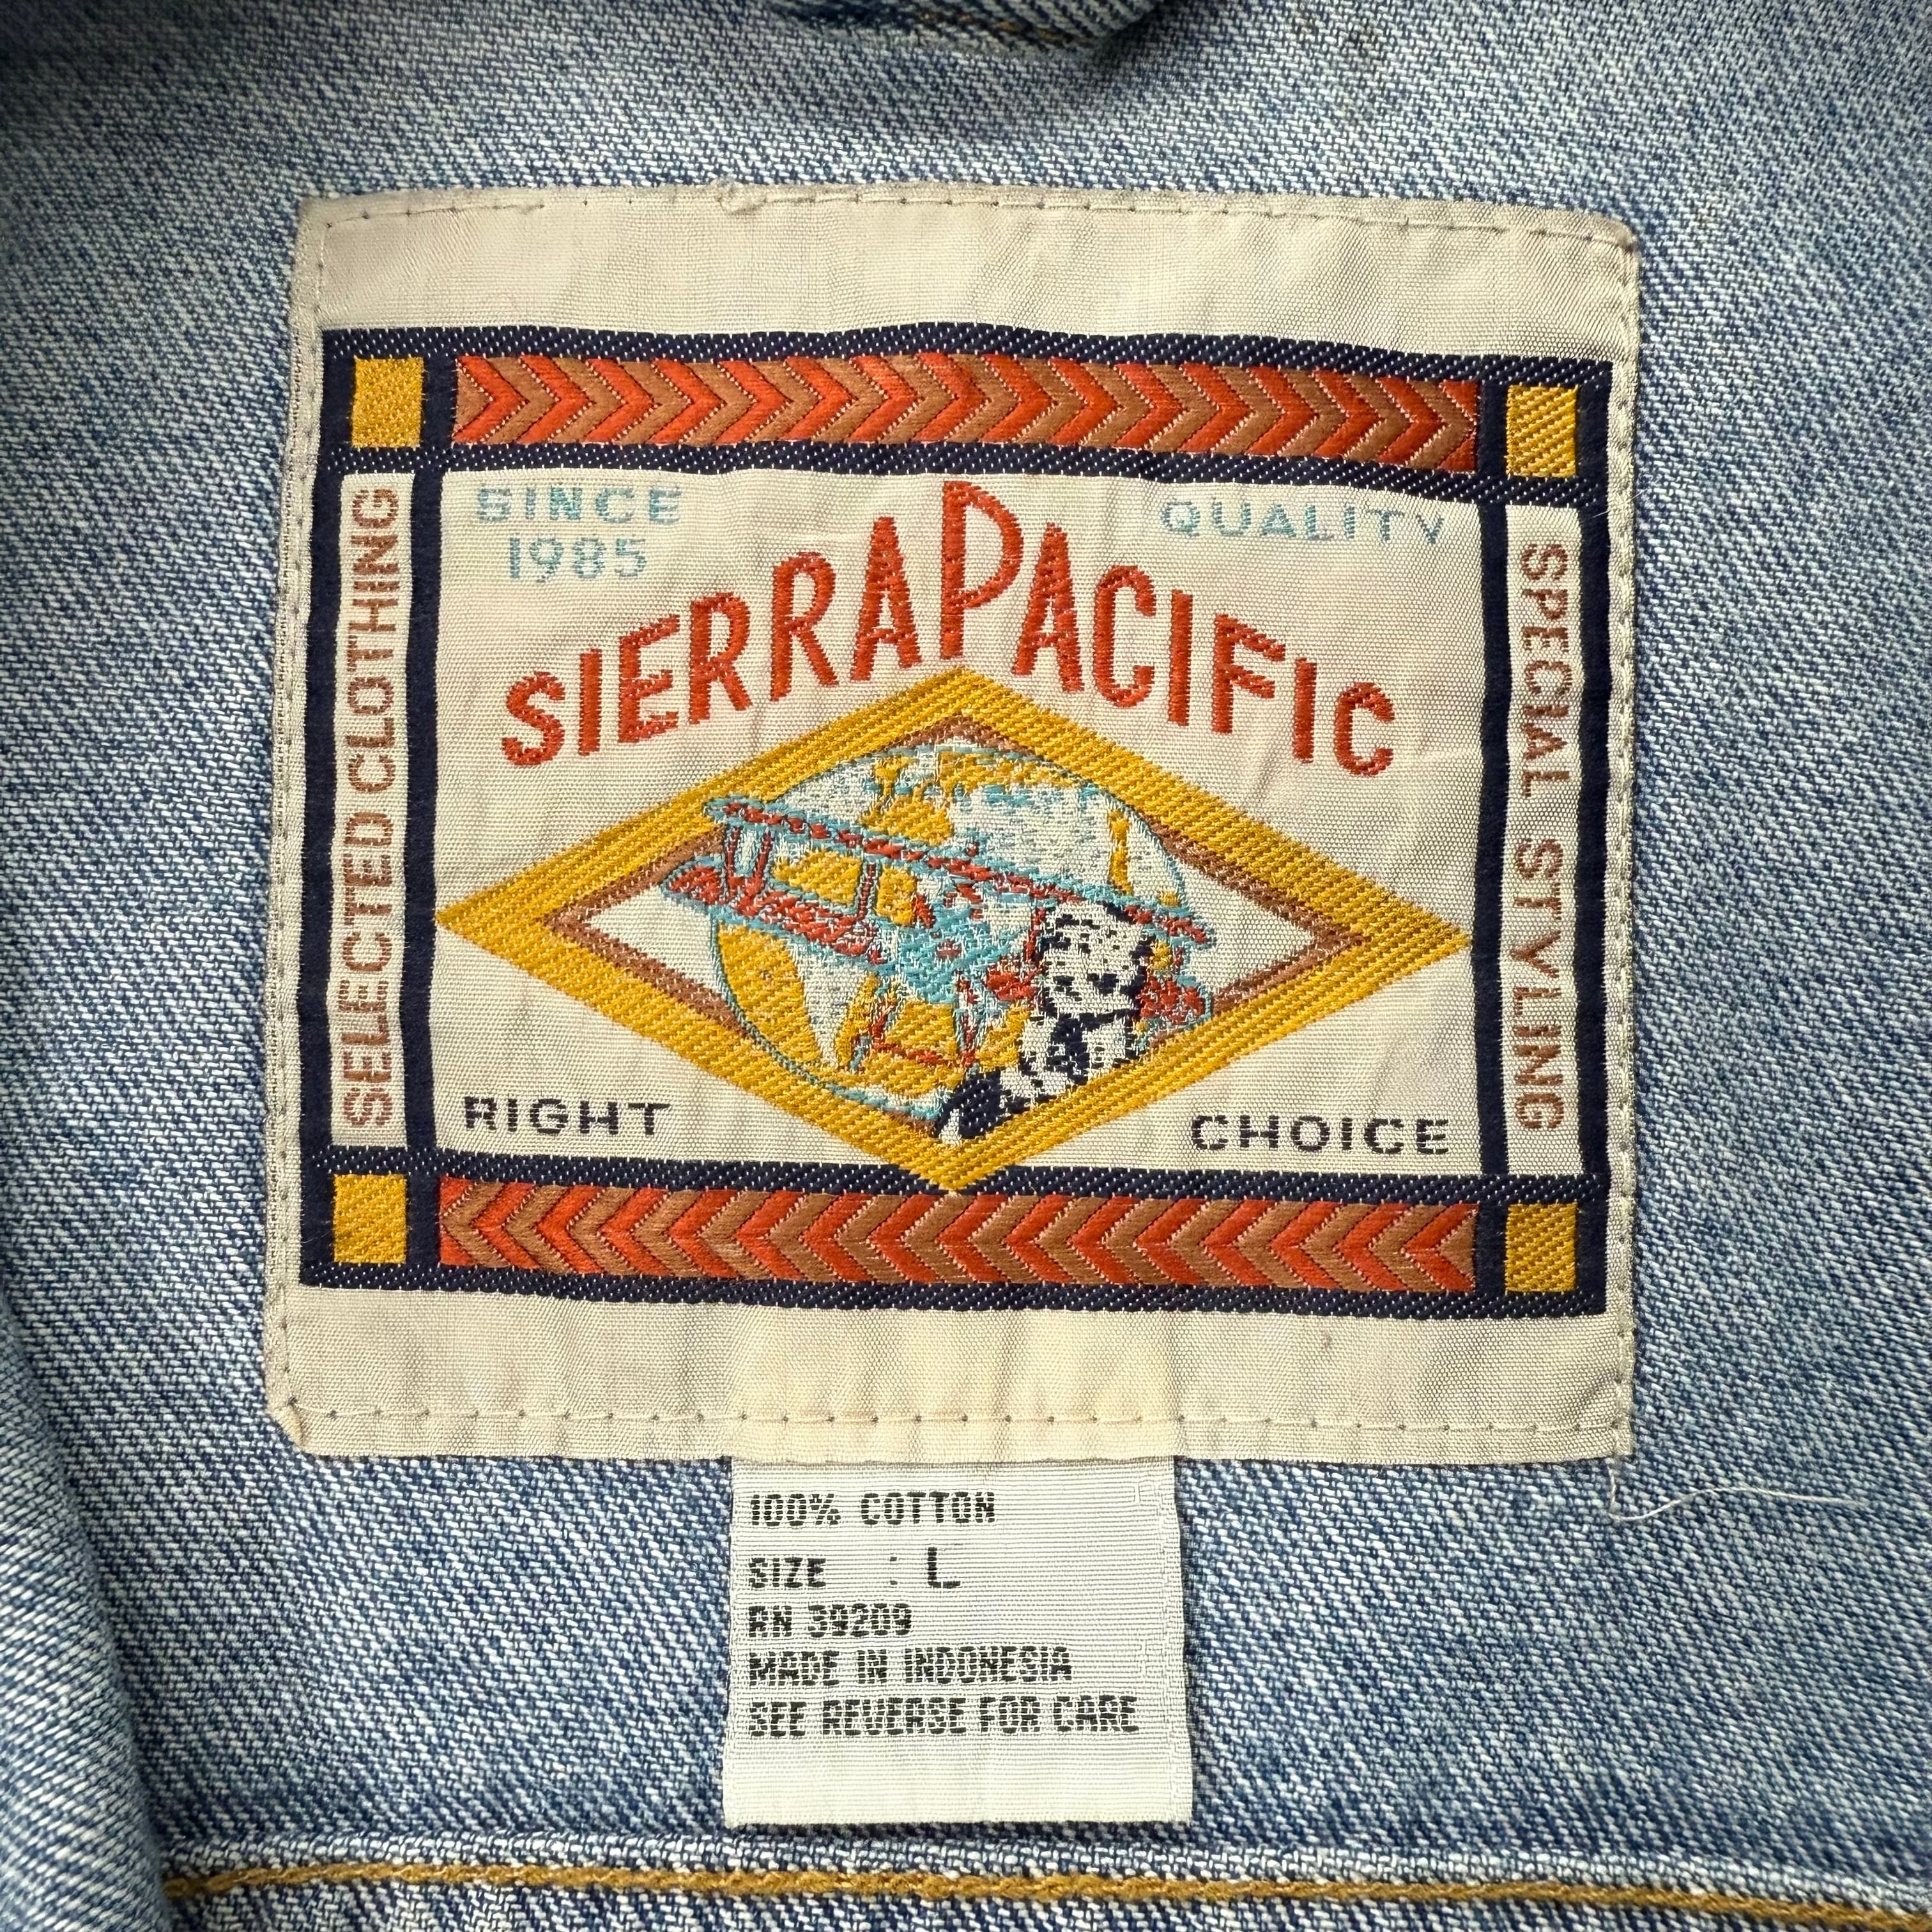 SINCE
1985
QUALITY
SIERRAPACIFIC
SELECTED CLOTHING
SPECIAL STYLING
RIGHT
CHOICE
100% COTTON
SIZE : L
RN 39209
MADE IN INDONESIA
SEE REVERSE FOR CARE